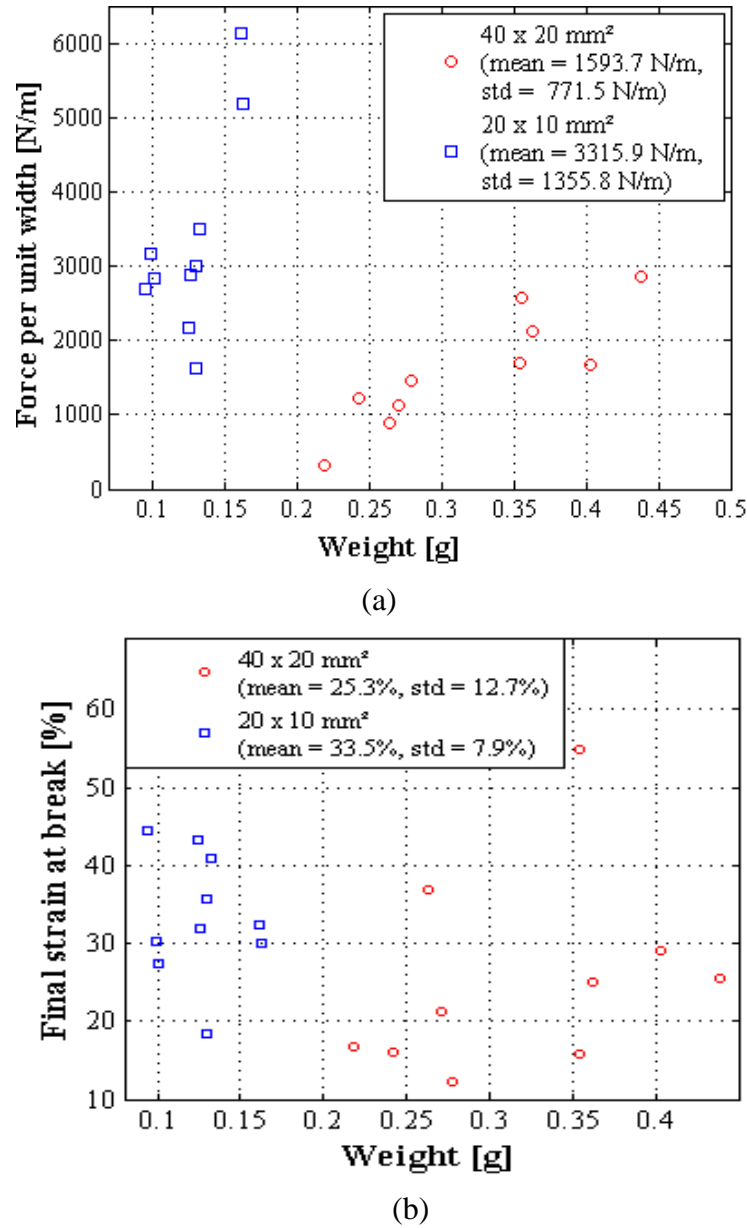 6000
5000
4000
3000
2000
1000
0
Force per unit width [N/m]
40 x 20 mm²
(mean = 1593.7 N/m,
std = 771.5 N/m)
20 x 10 mm²
(mean = 3315.9 N/m,
std = 1355.8 N/m)
0.1 0.15 0.2 0.25 0.3 0.35 0.4 0.45 0.5
Weight [g]
(a)
60
50
40
30
20
10
Final strain at break [%]
40 x 20 mm²
(mean = 25.3%, std = 12.7%)
20 x 10 mm²
(mean = 33.5%, std = 7.9%)
0.1 0.15 0.2 0.25 0.3 0.35 0.4
Weight [g]
(b)